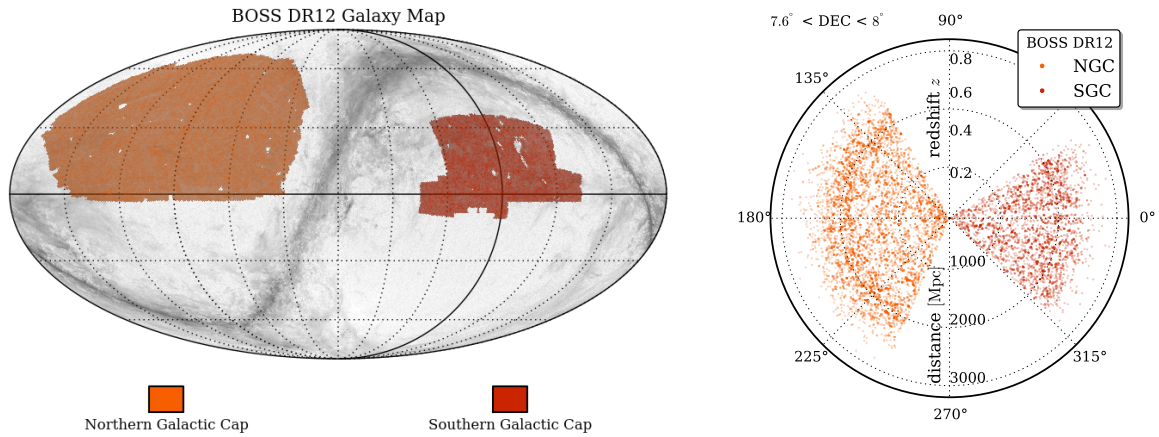 BOSS DR12 Galaxy Map
Northern Galactic Cap
Southern Galactic Cap
7.6° < DEC < 8°
90°
BOSS DR12
NGC
SGC
135°
0.8
0.6
0.4
0.2
redshift z
180°
0°
1000
2000
3000
distance [Mpc]
225°
315°
270°